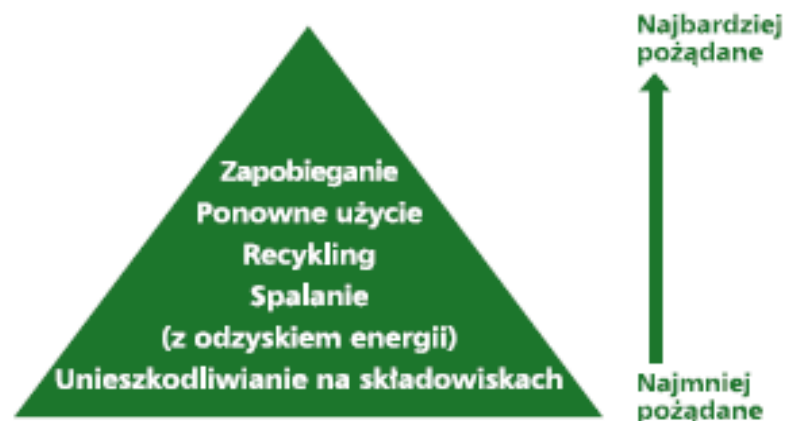 Najbardziej
pożądane
Zapobieganie
Ponowne użycie
Recykling
Spalanie
(z odzyskiem energii)
Unieszkodliwianie na składowiskach
Najmniej
pożądane